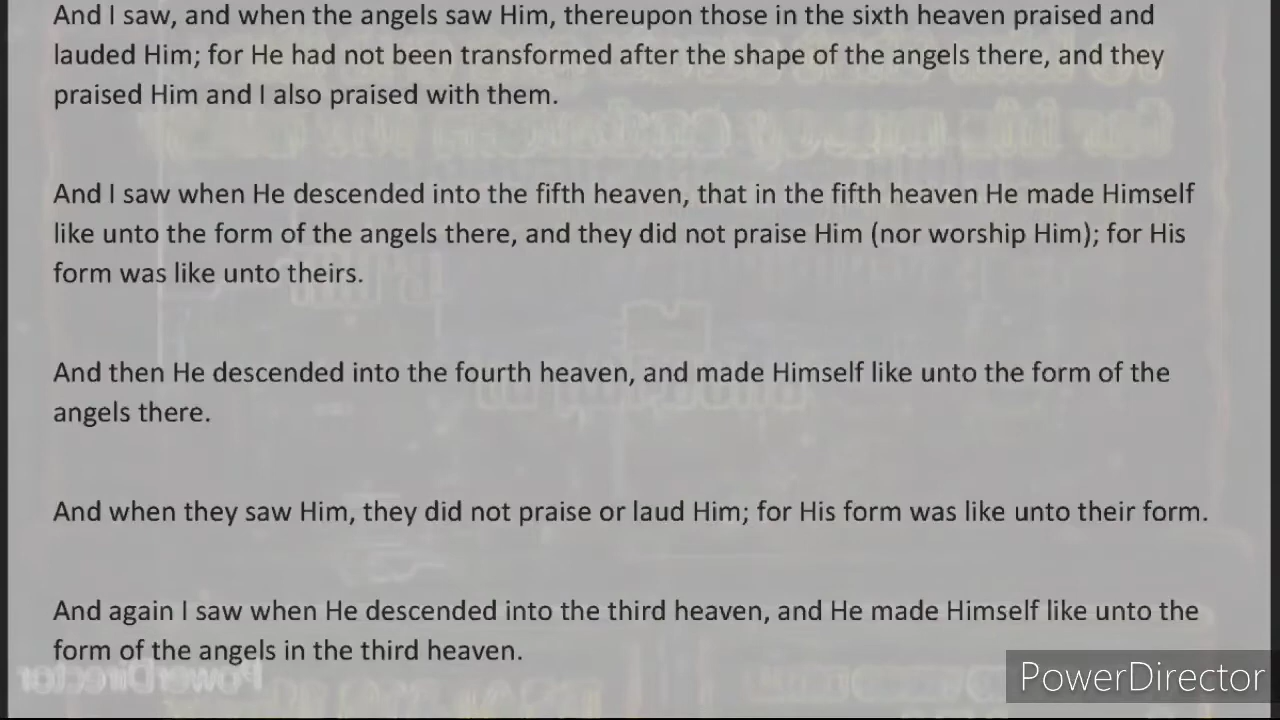 And I saw, and when the angels saw Him, thereupon those in the sixth heaven praised and
lauded Him; for He had not been transformed after the shape of the angels there, and they
praised Him and I also praised with them.
And I saw when He descended into the fifth heaven, that in the fifth heaven He made Himself
like unto the form of the angels there, and they did not praise Him (nor worship Him); for His
form was like unto theirs.
And then He descended into the fourth heaven, and made Himself like unto the form of the
angels there.
And when they saw Him, they did not praise or laud Him; for His form was like unto their form.
And again I saw when He descended into the third heaven, and He made Himself like unto the
form of the angels in the third heaven.
PowerDirector